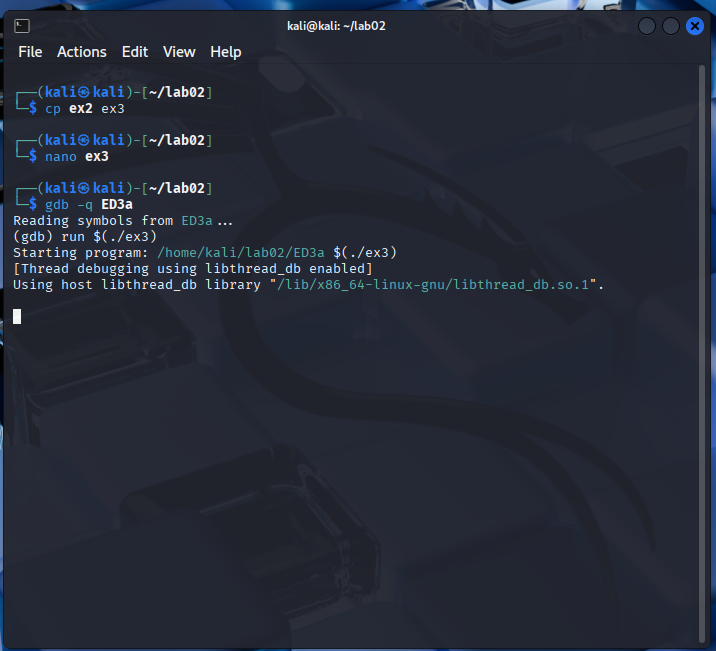 kali@kali: ~/lab02
File Actions Edit View Help
┌──(kali㉿kali)-[~/lab02]
└─$ cp ex2 ex3
┌──(kali㉿kali)-[~/lab02]
└─$ nano ex3
┌──(kali㉿kali)-[~/lab02]
└─$ gdb -q ED3a
Reading symbols from ED3a...
(gdb) run $(./ex3)
Starting program: /home/kali/lab02/ED3a $(./ex3)
[Thread debugging using libthread_db enabled]
Using host libthread_db library "/lib/x86_64-linux-gnu/libthread_db.so.1".